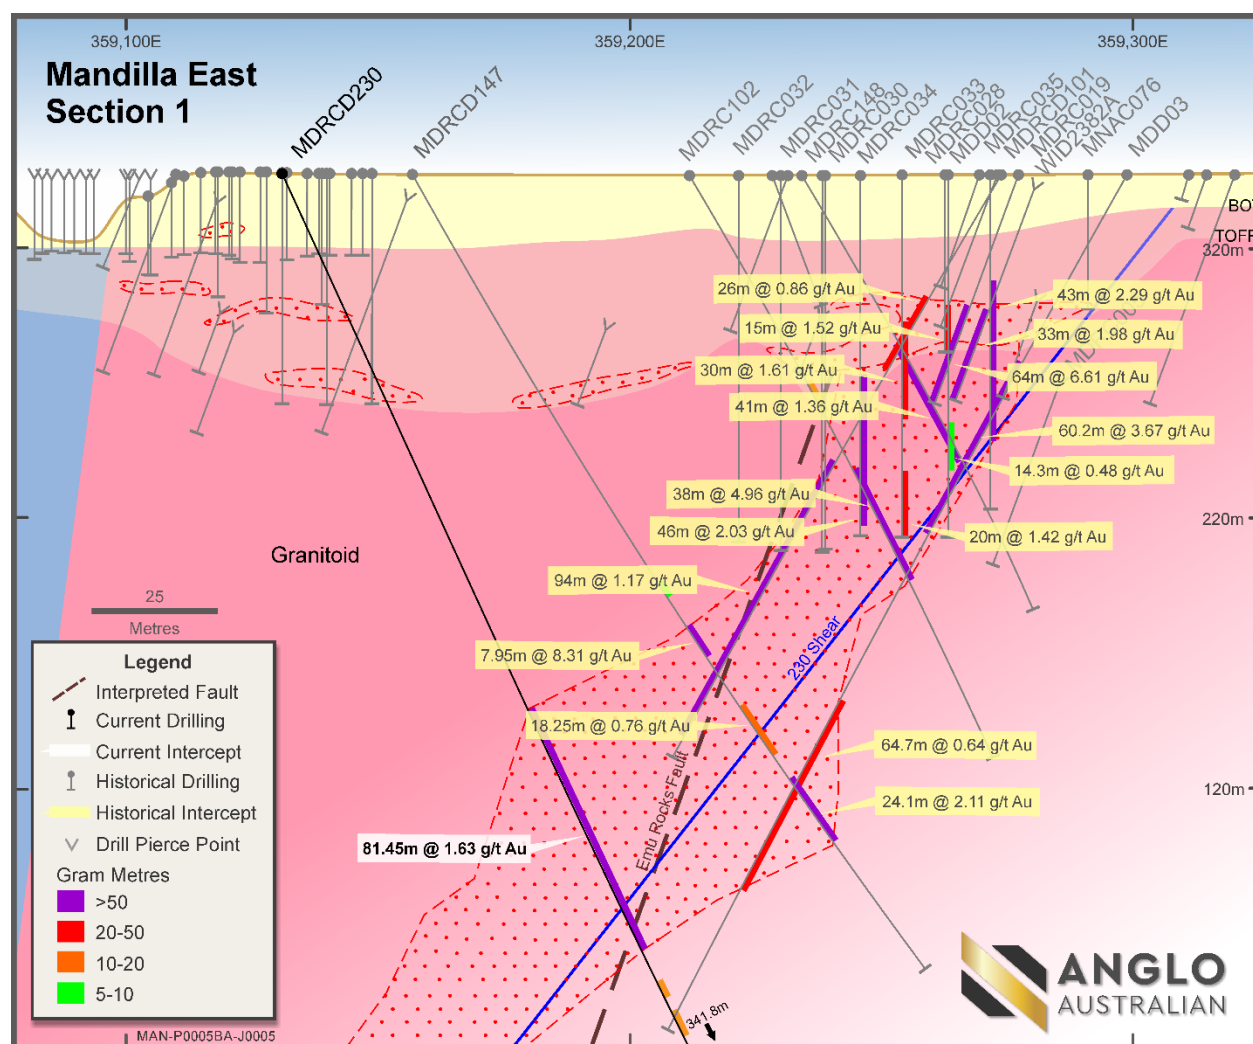 359,100E
359,200E
359,300E
Mandilla East
Section 1
MDRCD230
MDRCD147
MDRC102
MDRC032
MDRC031
MDRC148
MDRC030
MDRC034
MDRC033
MDRC028
MDD02
MDRC035
MDRCD101
MDRC019
WID2382A
MNAC076
MDD03
BO
TOFR
320m
26m @ 0.86 g/t Au
43m @ 2.29 g/t Au
15m @ 1.52 g/t Au
33m @ 1.98 g/t Au
30m @ 1.61 g/t Au
64m @ 6.61 g/t Au
41m @ 1.36 g/t Au
60.2m @ 3.67 g/t Au
14.3m @ 0.48 g/t Au
38m @ 4.96 g/t Au
220m
46m @ 2.03 g/t Au
20m @ 1.42 g/t Au
Granitoid
94m @ 1.17 g/t Au
25
Metres
230 Shear
7.95m @ 8.31 g/t Au
Legend
Interpreted Fault
Current Drilling
Current Intercept
Historical Drilling
Historical Intercept
Drill Pierce Point
Gram Metres
>50
20-50
10-20
5-10
18.25m @ 0.76 g/t Au
64.7m @ 0.64 g/t Au
120m
24.1m @ 2.11 g/t Au
Emu Rocks Fault
81.45m @ 1.63 g/t Au
341.8m
ANGLO
AUSTRALIAN
MAN-P0005BA-J0005